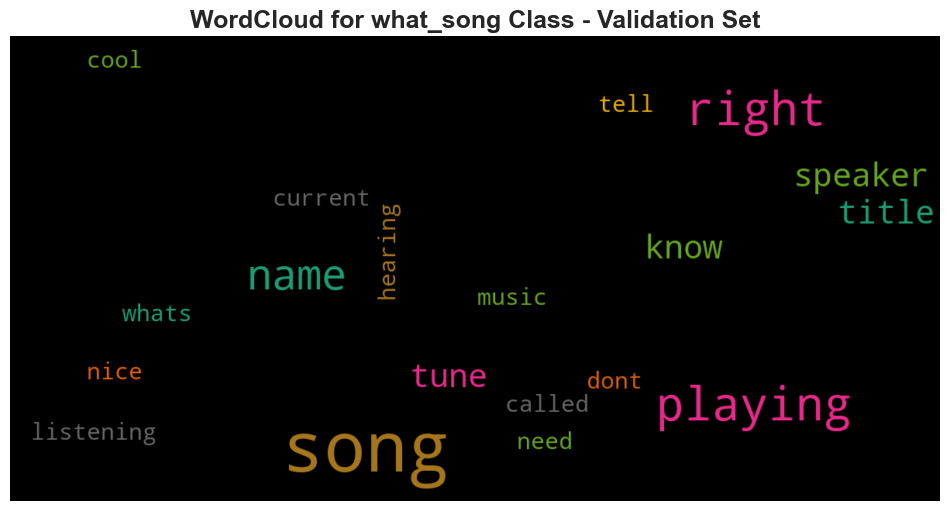 WordCloud for what_song Class - Validation Set
cool
tell
right
speaker
current
title
hearing
know
name
music
whats
nice
tune
dont
called
playing
listening
song
need